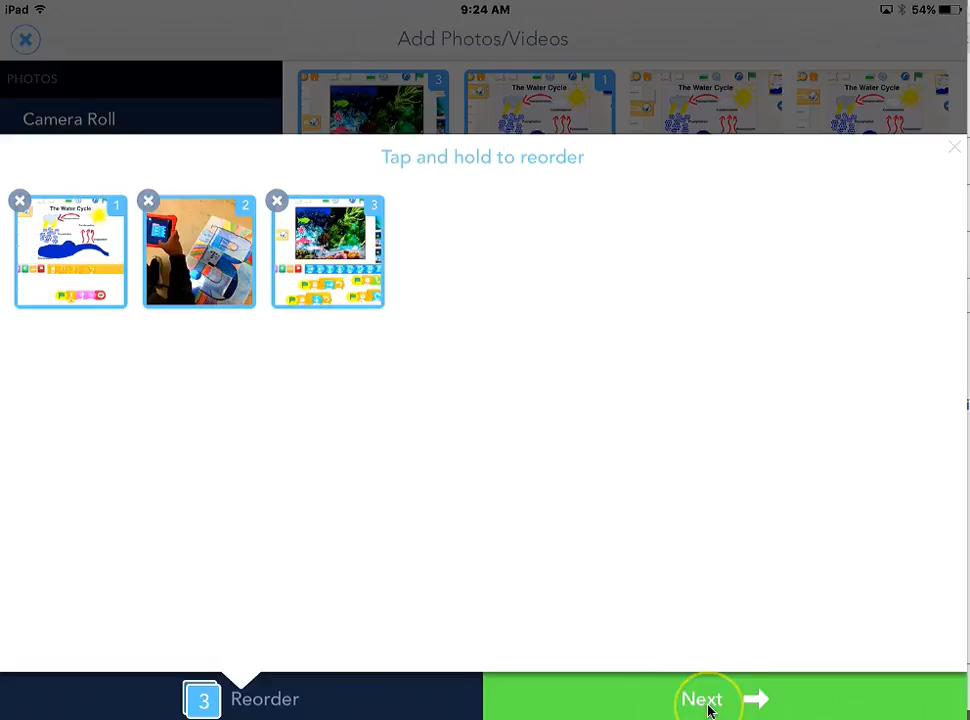 iPad 9:24 AM 54%
Add Photos/Videos
PHOTOS
Camera Roll
3
1
The Water Cycle
The Water Cycle
The Water Cycle
Tap and hold to reorder
1
2
3
The Water Cycle
3 Reorder
Next